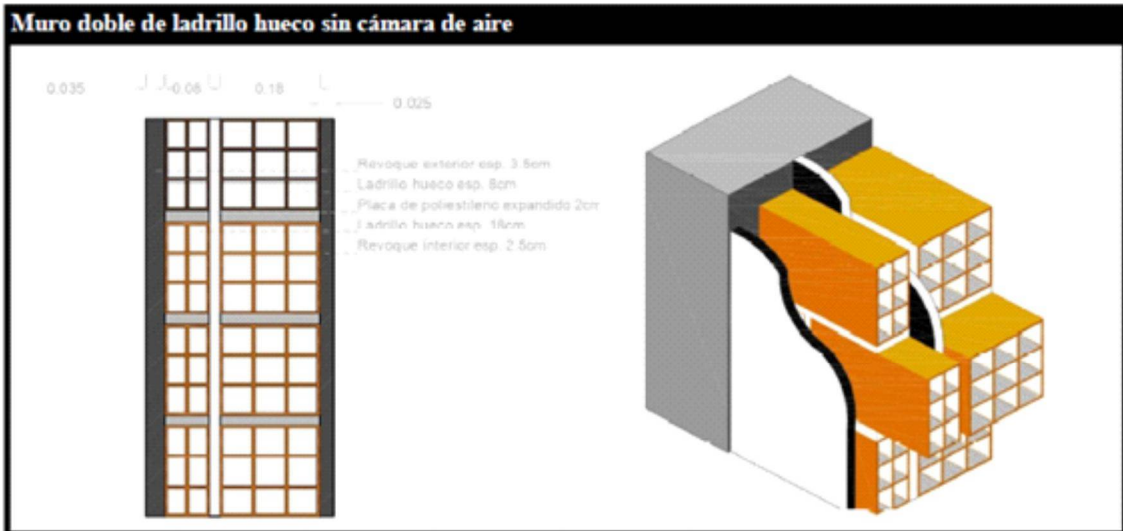 Muro doble de ladrillo hueco sin cámara de aire
0.035
0.08
0.18
0.025
Revoque exterior esp. 3.5cm
Ladrillo hueco esp. 8cm
Placa de poliestileno expandido 2cm
Ladrillo hueco esp. 18cm
Revoque interior esp. 2.5cm